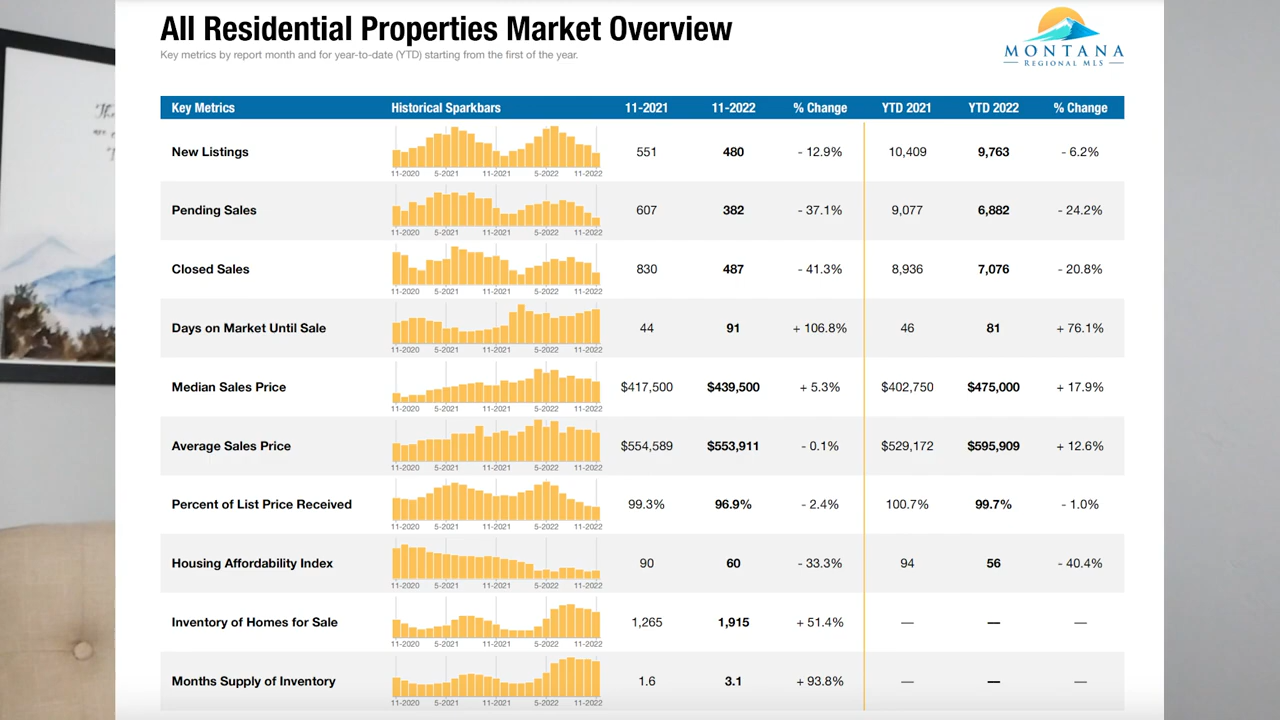 All Residential Properties Market Overview
Key metrics by report month and for year-to-date (YTD) starting from the first of the year.
MONTANA
REGIONAL MLS
Key Metrics Historical Sparkbars 11-2021 11-2022 % Change YTD 2021 YTD 2022 % Change
New Listings 551 480 - 12.9% 10,409 9,763 - 6.2%
11-2020 5-2021 11-2021 5-2022 11-2022
Pending Sales 607 382 - 37.1% 9,077 6,882 - 24.2%
11-2020 5-2021 11-2021 5-2022 11-2022
Closed Sales 830 487 - 41.3% 8,936 7,076 - 20.8%
11-2020 5-2021 11-2021 5-2022 11-2022
Days on Market Until Sale 44 91 + 106.8% 46 81 + 76.1%
11-2020 5-2021 11-2021 5-2022 11-2022
Median Sales Price $417,500 $439,500 + 5.3% $402,750 $475,000 + 17.9%
11-2020 5-2021 11-2021 5-2022 11-2022
Average Sales Price $554,589 $553,911 - 0.1% $529,172 $595,909 + 12.6%
11-2020 5-2021 11-2021 5-2022 11-2022
Percent of List Price Received 99.3% 96.9% - 2.4% 100.7% 99.7% - 1.0%
11-2020 5-2021 11-2021 5-2022 11-2022
Housing Affordability Index 90 60 - 33.3% 94 56 - 40.4%
11-2020 5-2021 11-2021 5-2022 11-2022
Inventory of Homes for Sale 1,265 1,915 + 51.4% — — —
11-2020 5-2021 11-2021 5-2022 11-2022
Months Supply of Inventory 1.6 3.1 + 93.8% — — —
11-2020 5-2021 11-2021 5-2022 11-2022